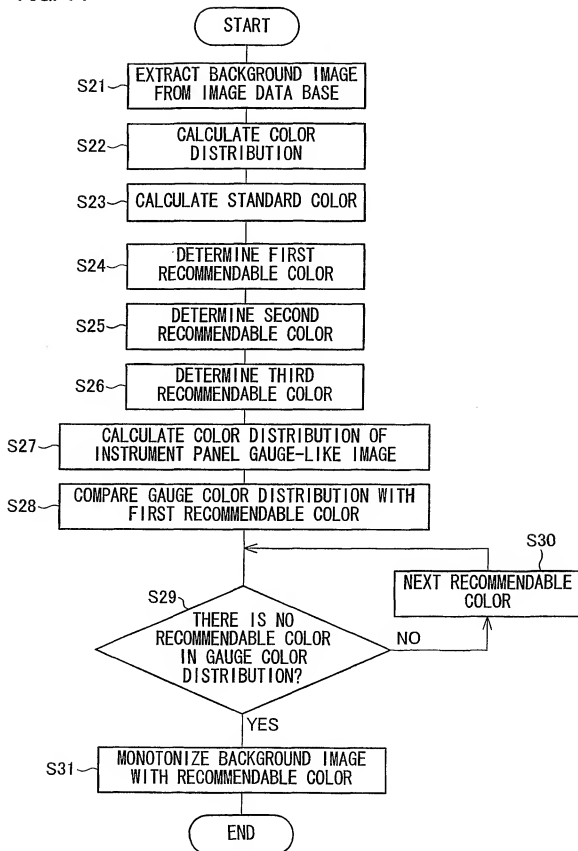 START
S21
EXTRACT BACKGROUND IMAGE
FROM IMAGE DATA BASE
S22
CALCULATE COLOR
DISTRIBUTION
S23
CALCULATE STANDARD COLOR
S24
DETERMINE FIRST
RECOMMENDABLE COLOR
S25
DETERMINE SECOND
RECOMMENDABLE COLOR
S26
DETERMINE THIRD
RECOMMENDABLE COLOR
S27
CALCULATE COLOR DISTRIBUTION OF
INSTRUMENT PANEL GAUGE-LIKE IMAGE
S28
COMPARE GAUGE COLOR DISTRIBUTION WITH
FIRST RECOMMENDABLE COLOR
S30
NEXT RECOMMENDABLE
COLOR
S29
THERE IS NO
RECOMMENDABLE COLOR
IN GAUGE COLOR
DISTRIBUTION?
NO
YES
S31
MONOTONIZE BACKGROUND IMAGE
WITH RECOMMENDABLE COLOR
END